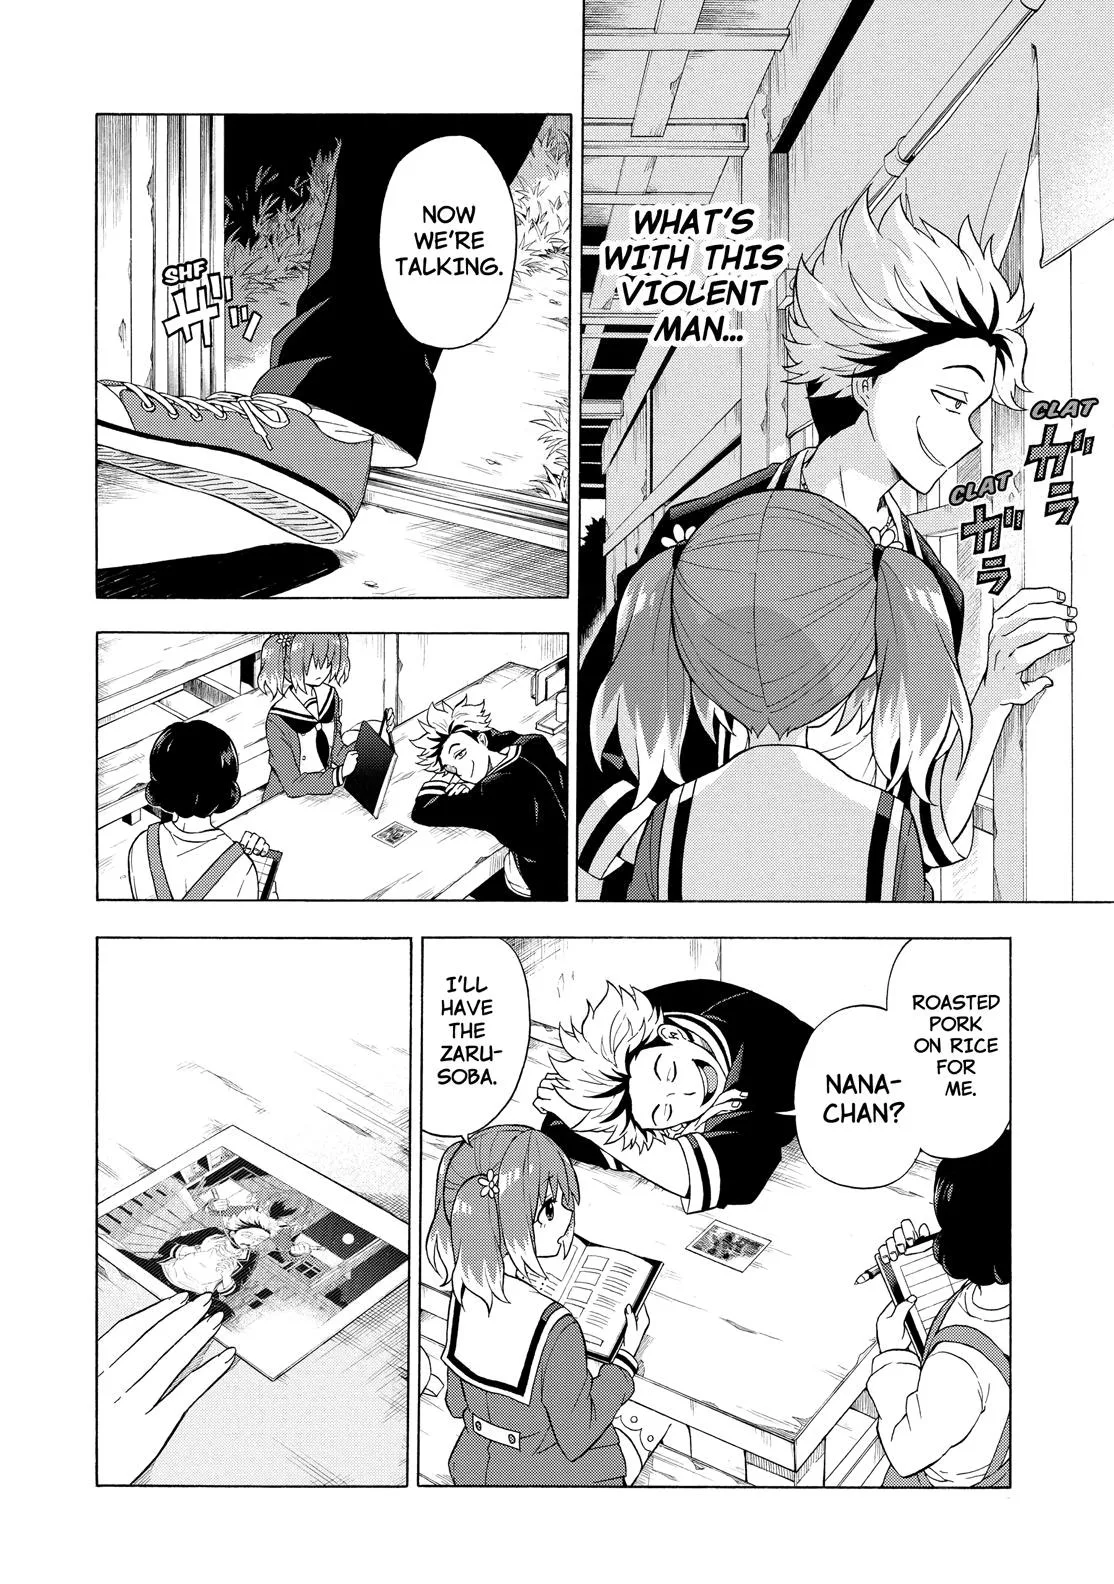 WHAT'S
WITH THIS
VIOLENT
MAN...
CLAT
ガラ
CLAT
ガラ
NOW
WE'RE
TALKING.
SHF
ザッ
ROASTED
PORK
ON RICE
FOR
ME.
NANA-
CHAN?
I'LL
HAVE
THE
ZARU-
SOBA.